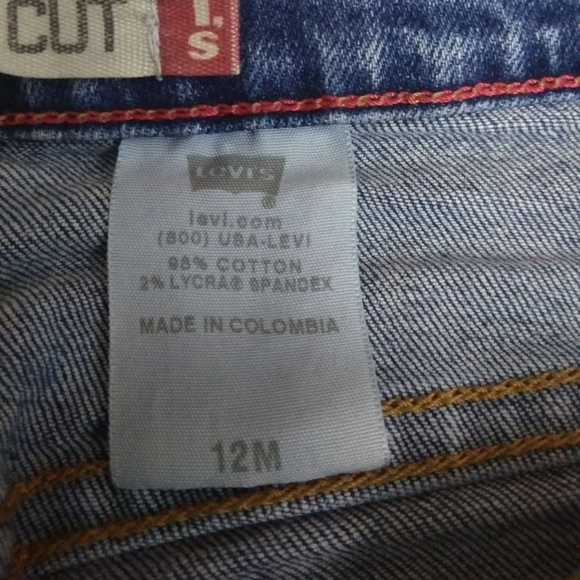 CUT
I's
LEVI'S
®
levi.com
(800) USA-LEVI
98% COTTON
2% LYCRA® SPANDEX
MADE IN COLOMBIA
12M